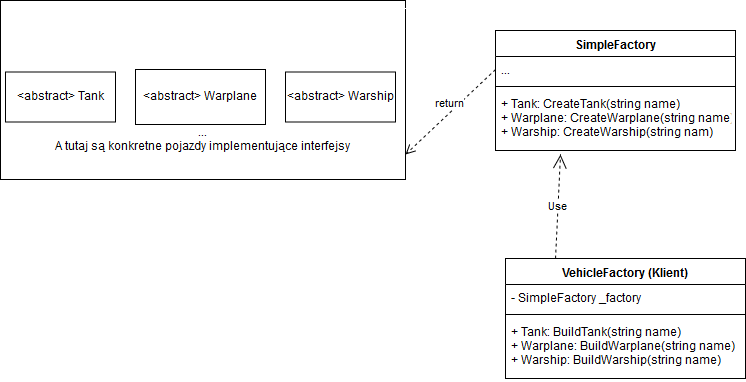 <abstract> Tank
<abstract> Warplane
<abstract> Warship
...
A tutaj są konkretne pojazdy implementujące interfejsy
return
SimpleFactory
...
+ Tank: CreateTank(string name)
+ Warplane: CreateWarplane(string name
+ Warship: CreateWarship(string nam)
Use
VehicleFactory (Klient)
- SimpleFactory _factory
+ Tank: BuildTank(string name)
+ Warplane: BuildWarplane(string name)
+ Warship: BuildWarship(string name)